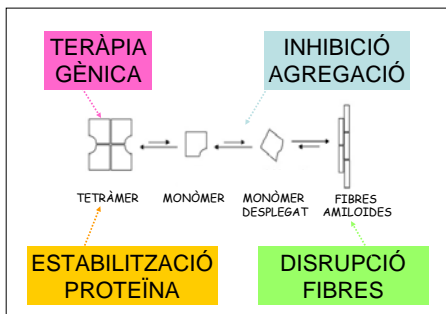 TERÀPIA
GÈNICA
INHIBICIÓ
AGREGACIÓ
TETRÀMER
MONÒMER
MONÒMER
DESPLEGAT
FIBRES
AMILOIDES
ESTABILITZACIÓ
PROTEÏNA
DISRUPCIÓ
FIBRES